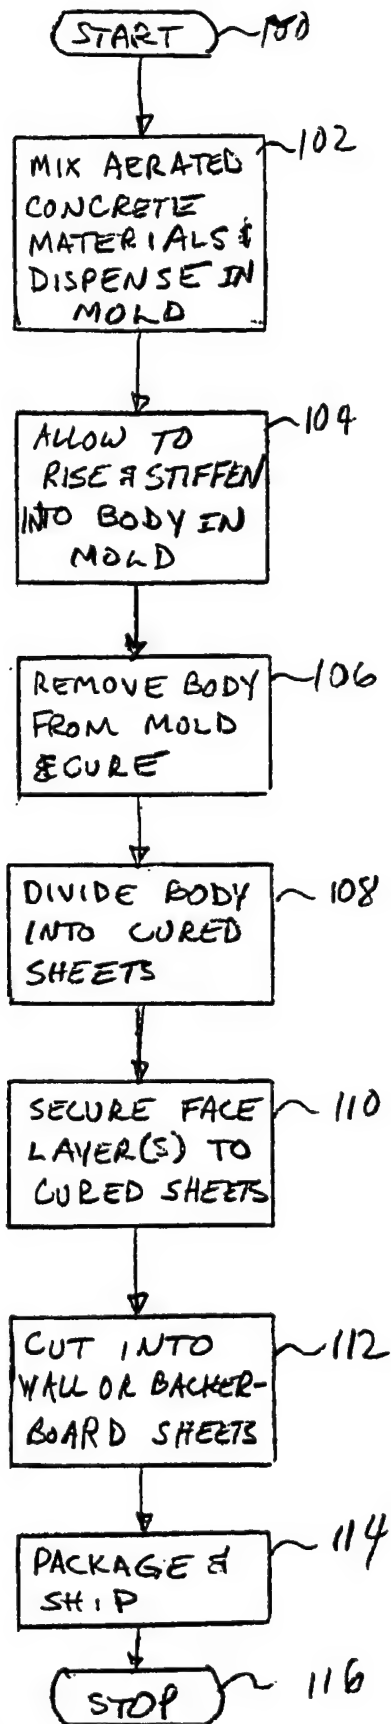 START 100
102
MIX AERATED
CONCRETE
MATERIALS &
DISPENSE IN
MOLD
104
ALLOW TO
RISE & STIFFEN
INTO BODY IN
MOLD
REMOVE BODY 106
FROM MOLD
& CURE
DIVIDE BODY 108
INTO CURED
SHEETS
SECURE FACE 110
LAYER(S) TO
CURED SHEETS
CUT INTO 112
WALL OR BACKER-
BOARD SHEETS
114
PACKAGE &
SHIP
STOP 116